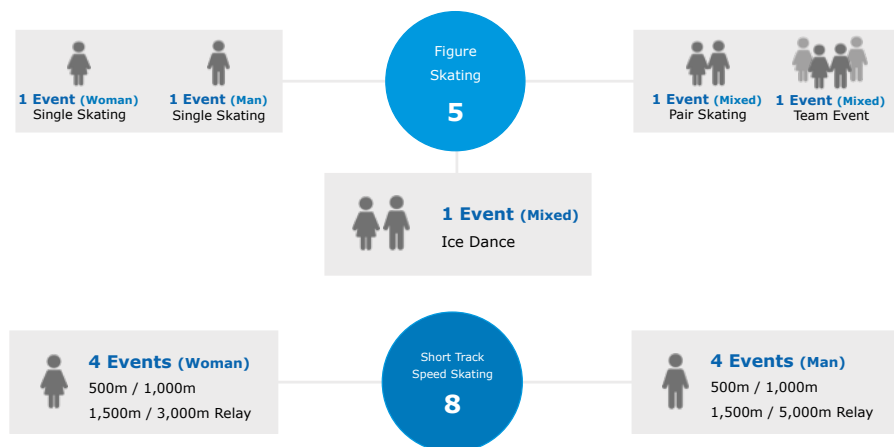 Figure
Skating
5
1 Event (Woman)
Single Skating
1 Event (Man)
Single Skating
1 Event (Mixed)
Pair Skating
1 Event (Mixed)
Team Event
1 Event (Mixed)
Ice Dance
Short Track
Speed Skating
8
4 Events (Woman)
500m / 1,000m
1,500m / 3,000m Relay
4 Events (Man)
500m / 1,000m
1,500m / 5,000m Relay